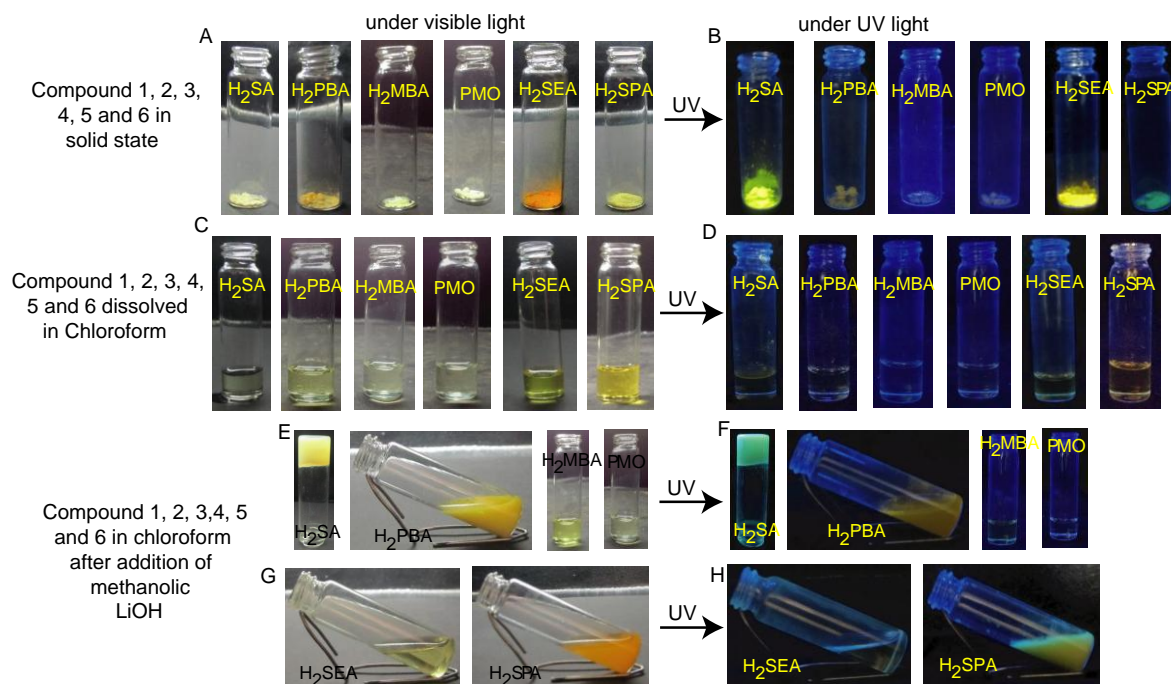 under visible light
under UV light
A
H2SA
H2PBA
H2MBA
PMO
H2SEA
H2SPA
UV
B
H2SA
H2PBA
H2MBA
PMO
H2SEA
H2SPA
Compound 1, 2, 3,
4, 5 and 6 in
solid state
C
H2SA
H2PBA
H2MBA
PMO
H2SEA
H2SPA
UV
D
H2SA
H2PBA
H2MBA
PMO
H2SEA
H2SPA
Compound 1, 2, 3, 4,
5 and 6 dissolved
in Chloroform
E
H2SA
H2PBA
H2MBA
PMO
UV
F
H2SA
H2PBA
H2MBA
PMO
Compound 1, 2, 3,4, 5
and 6 in chloroform
after addition of
methanolic
LiOH
G
H2SEA
H2SPA
UV
H
H2SEA
H2SPA